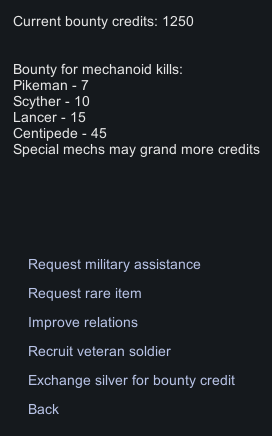 Current bounty credits: 1250
Bounty for mechanoid kills:
Pikeman - 7
Scyther - 10
Lancer - 15
Centipede - 45
Special mechs may grand more credits
Request military assistance
Request rare item
Improve relations
Recruit veteran soldier
Exchange silver for bounty credit
Back